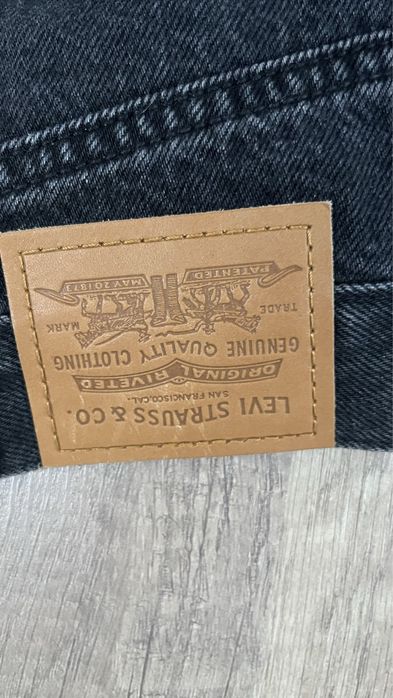 LEVI STRAUSS & CO.
SAN FRANCISCO, CAL.
ORIGINAL RIVETED
GENUINE QUALITY CLOTHING
TRADE MARK
PATENTED MAY 20 1873